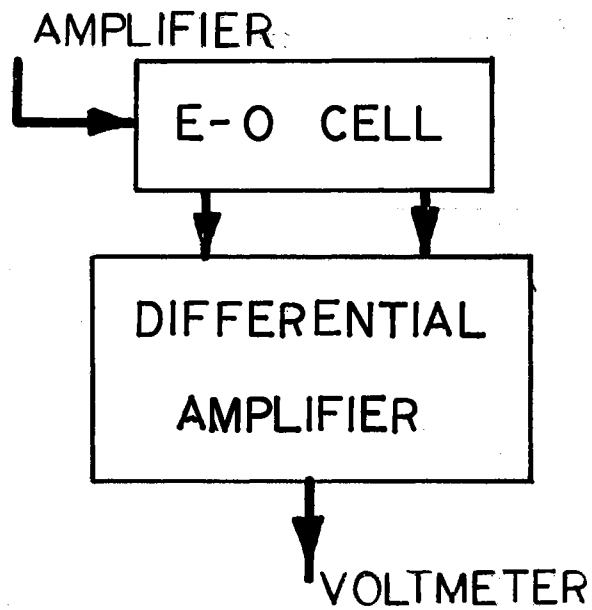 AMPLIFIER
E-O CELL
DIFFERENTIAL
AMPLIFIER
VOLTMETER